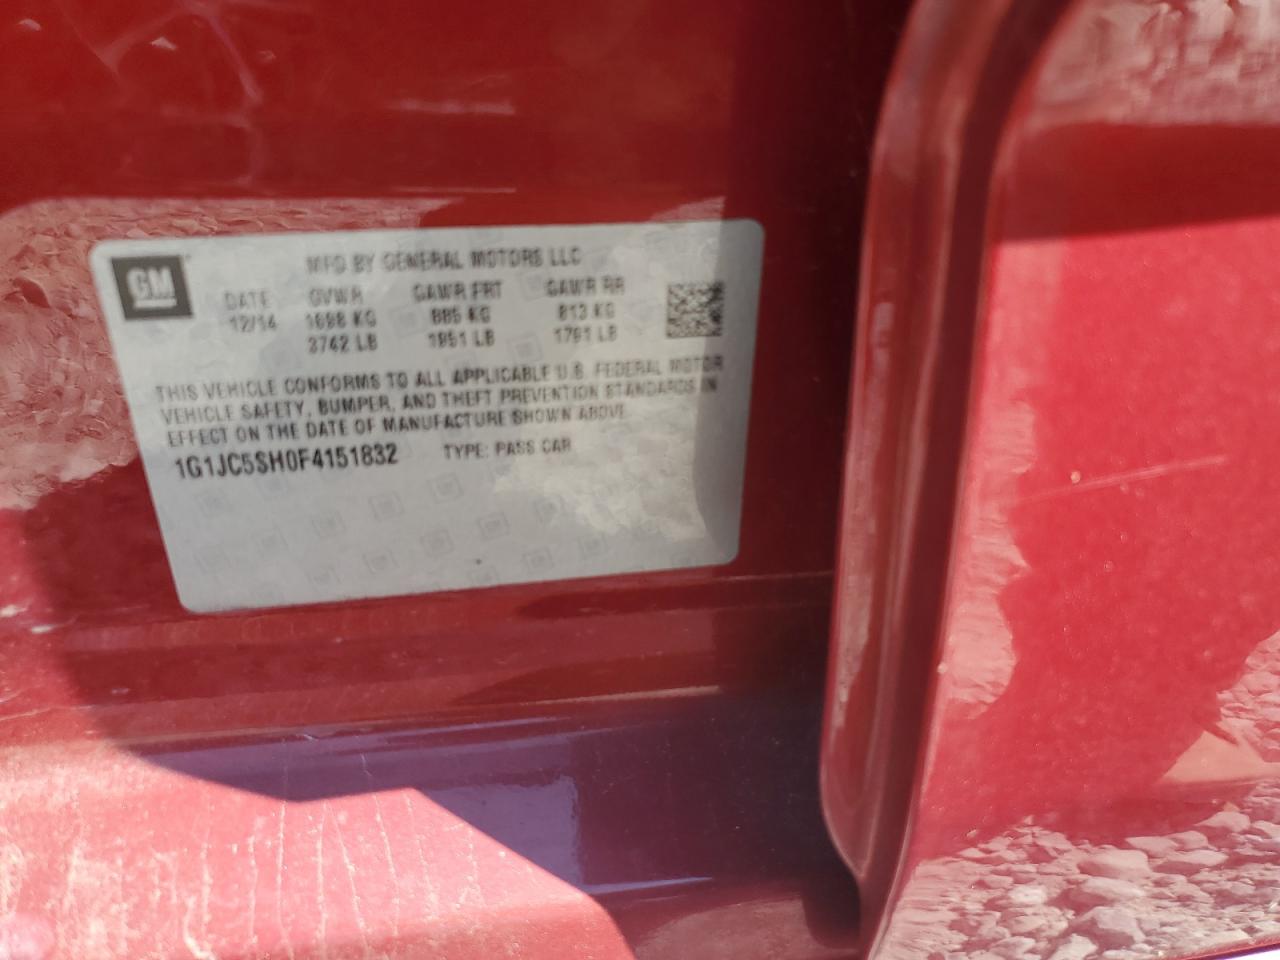 GM
MFD BY GENERAL MOTORS LLC
DATE GVWR GAWR FRT GAWR RR
12/14 1698 KG 885 KG 813 KG
3742 LB 1951 LB 1791 LB
THIS VEHICLE CONFORMS TO ALL APPLICABLE U.S. FEDERAL MOTOR
VEHICLE SAFETY, BUMPER, AND THEFT PREVENTION STANDARDS IN
EFFECT ON THE DATE OF MANUFACTURE SHOWN ABOVE.
1G1JC5SH0F4151832 TYPE: PASS CAR